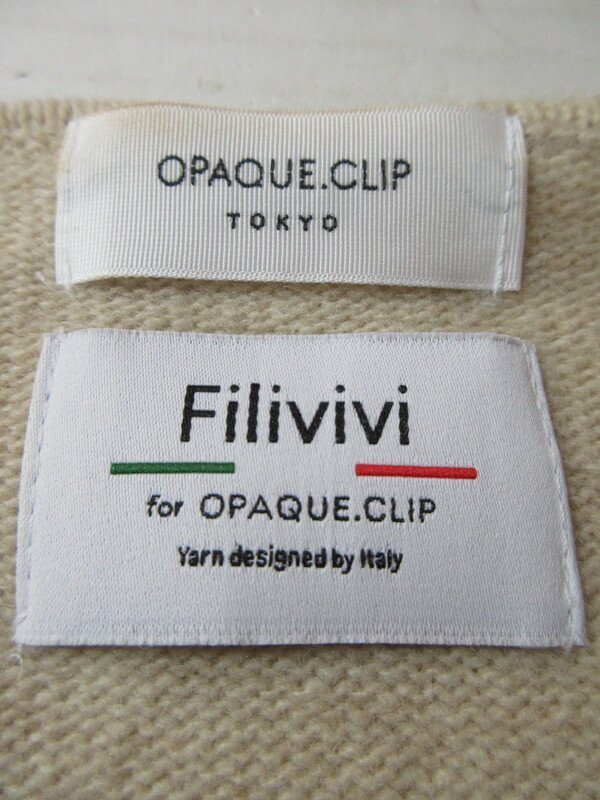 OPAQUE.CLIP
TOKYO
Filivivi
for OPAQUE.CLIP
Yarn designed by Italy